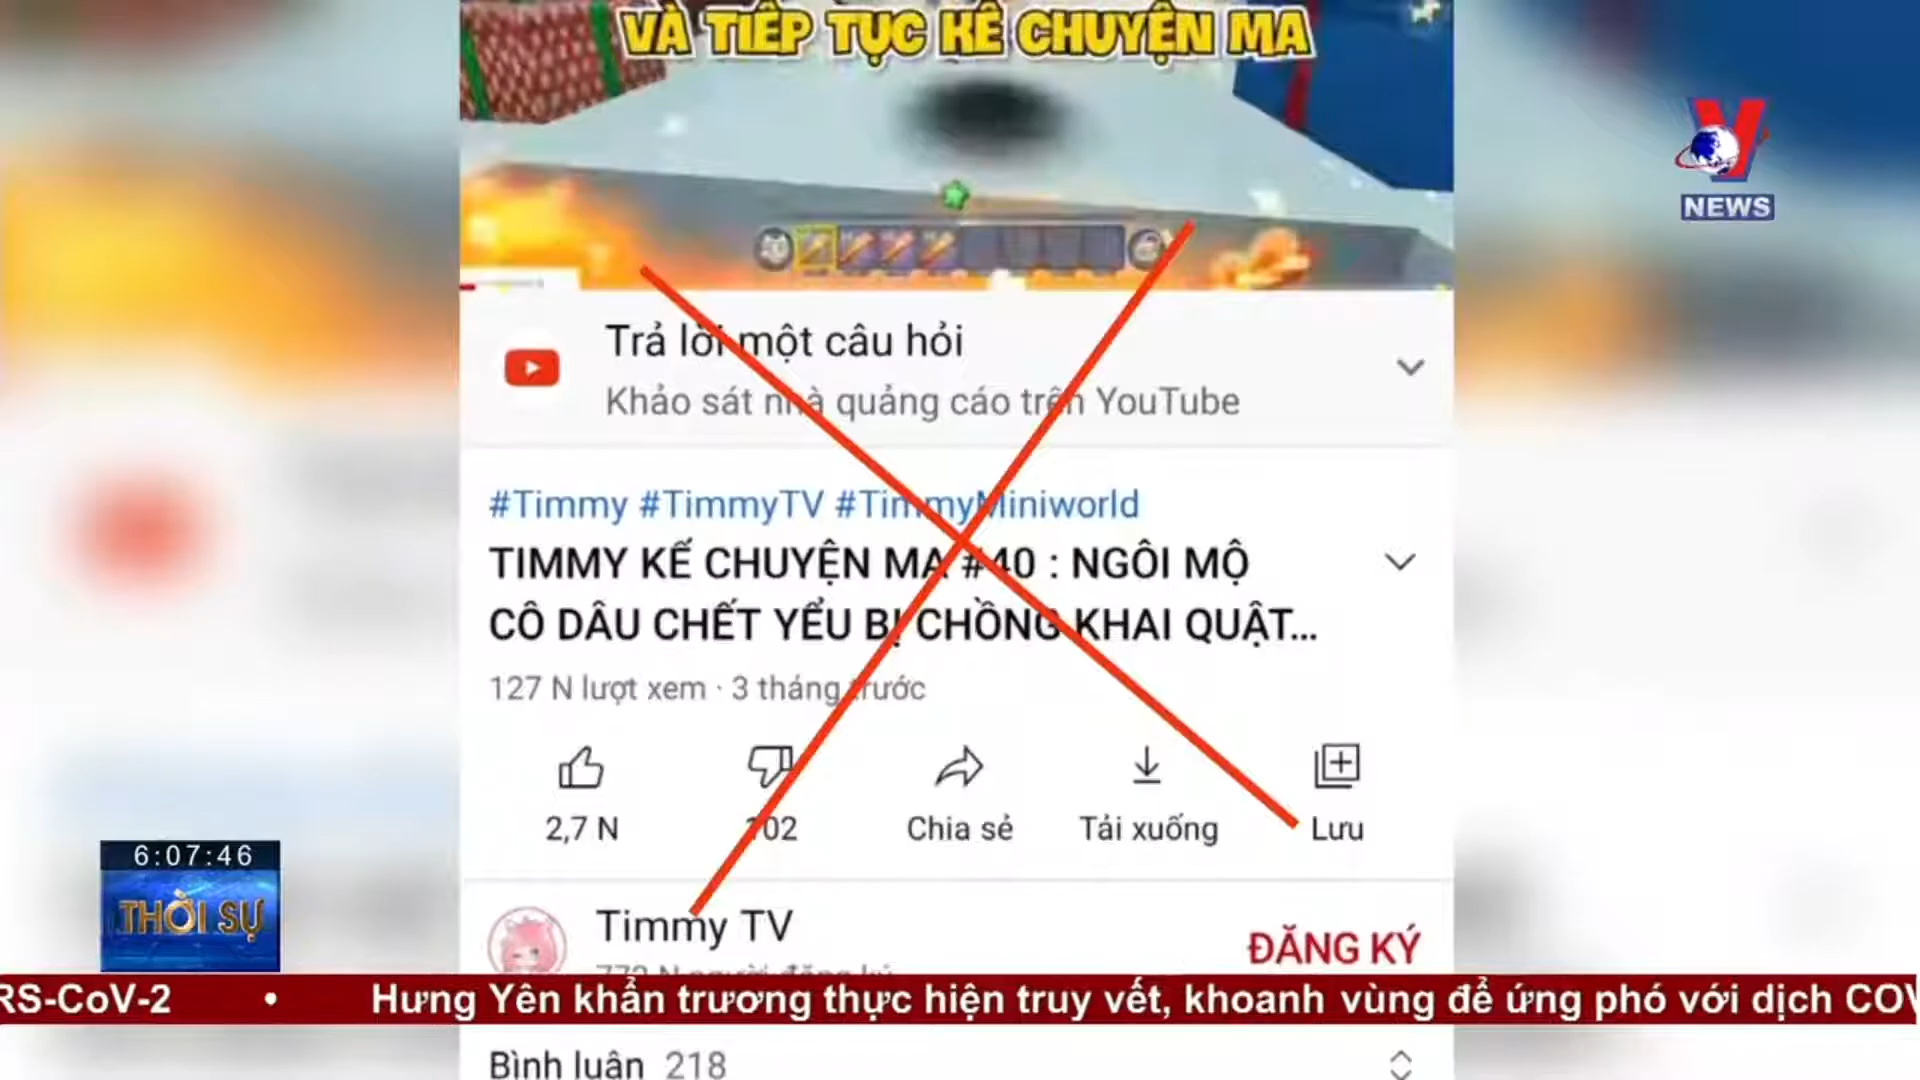 VÀ TIẾP TỤC KỂ CHUYỆN MA
NEWS
Trả lời một câu hỏi
Khảo sát nhà quảng cáo trên YouTube
#Timmy #TimmyTV #TimmyMiniworld
TIMMY KỂ CHUYỆN MA #40 : NGÔI MỘ
CÔ DÂU CHẾT YỂU BỊ CHỒNG KHAI QUẬT...
127 N lượt xem · 3 tháng trước
2,7 N
102
Chia sẻ
Tải xuống
Lưu
6:07:46
THỜI SỰ
Timmy TV
772 N người đăng ký
ĐĂNG KÝ
RS-CoV-2 • Hưng Yên khẩn trương thực hiện truy vết, khoanh vùng để ứng phó với dịch COV
Bình luận 218